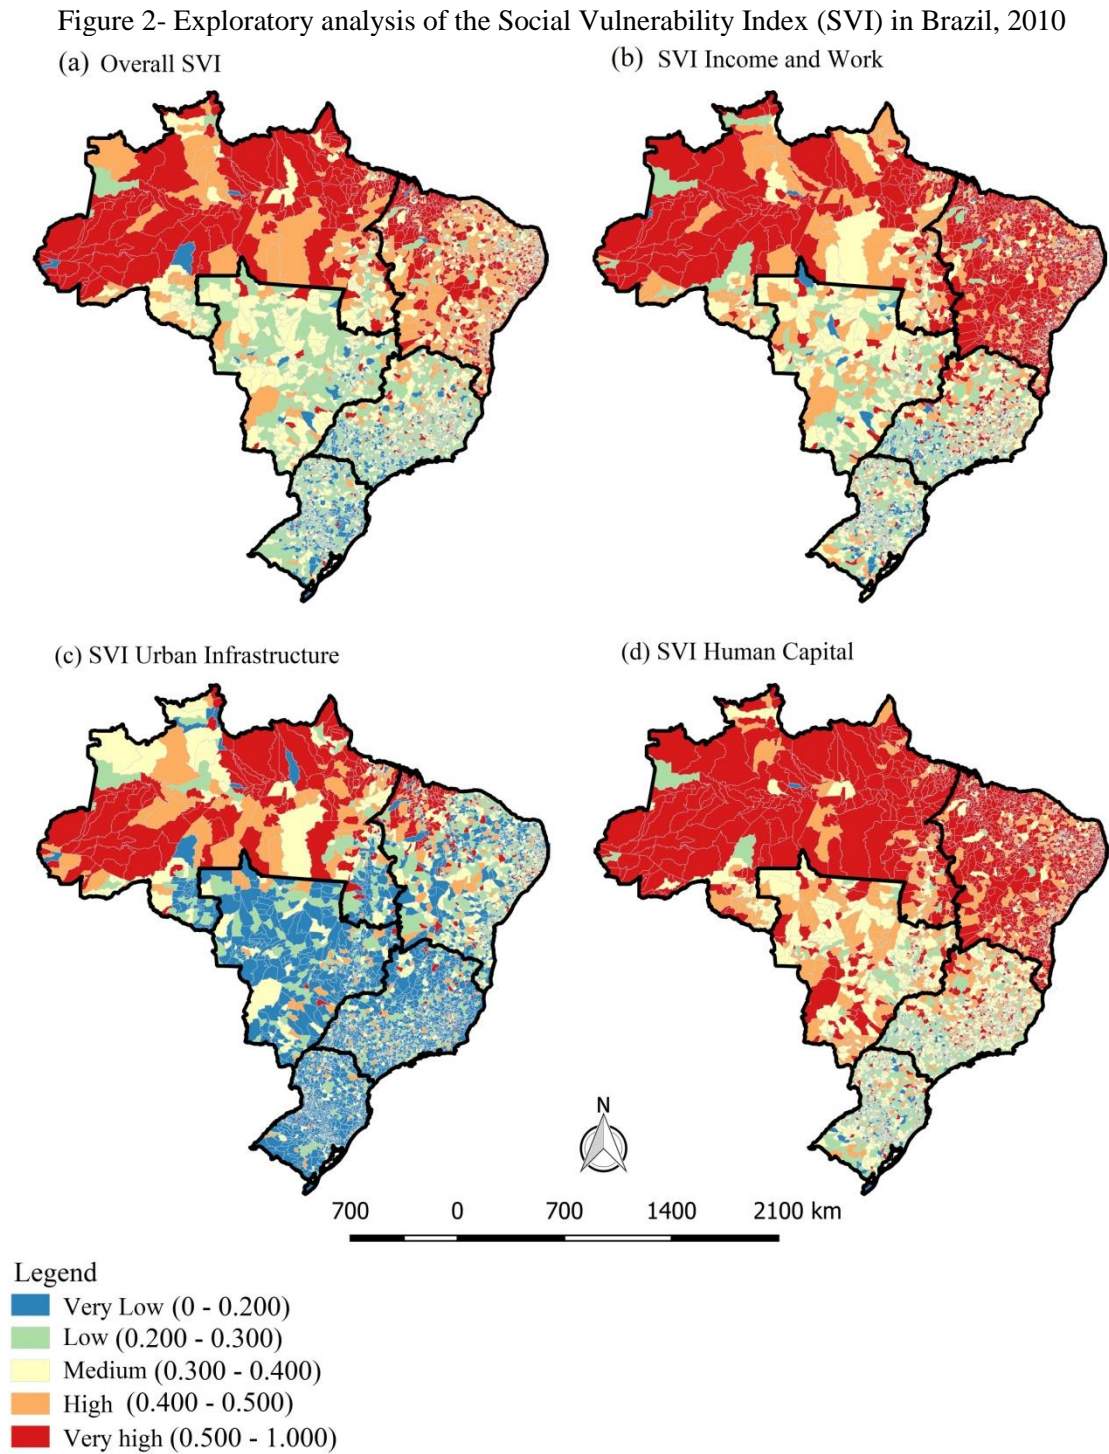 Figure 2- Exploratory analysis of the Social Vulnerability Index (SVI) in Brazil, 2010
(a) Overall SVI
(b) SVI Income and Work
(c) SVI Urban Infrastructure
(d) SVI Human Capital
N
700 0 700 1400 2100 km
Legend
Very Low (0 - 0.200)
Low (0.200 - 0.300)
Medium (0.300 - 0.400)
High (0.400 - 0.500)
Very high (0.500 - 1.000)